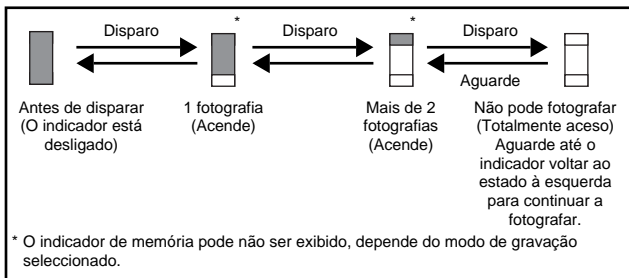 * *
Disparo Disparo Disparo
Aguarde
Antes de disparar
(O indicador está
desligado)
1 fotografia
(Acende)
Mais de 2
fotografias
(Acende)
Não pode fotografar
(Totalmente aceso)
Aguarde até o
indicador voltar ao
estado à esquerda
para continuar a
fotografar.
* O indicador de memória pode não ser exibido, depende do modo de gravação
seleccionado.